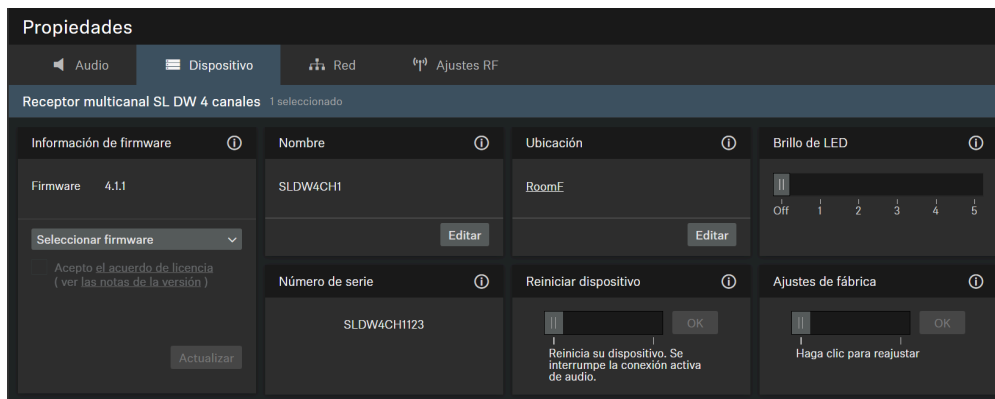 Propiedades
Audio
Dispositivo
Red
Ajustes RF
Receptor multicanal SL DW 4 canales 1 seleccionado
Información de firmware
Firmware 4.1.1
Seleccionar firmware
Acepto el acuerdo de licencia
( ver las notas de la versión )
Actualizar
Nombre
SLDW4CH1
Editar
Ubicación
RoomF
Editar
Brillo de LED
Off 1 2 3 4 5
Número de serie
SLDW4CH1123
Reiniciar dispositivo
OK
Reinicia su dispositivo. Se
interrumpe la conexión activa
de audio.
Ajustes de fábrica
OK
Haga clic para reajustar